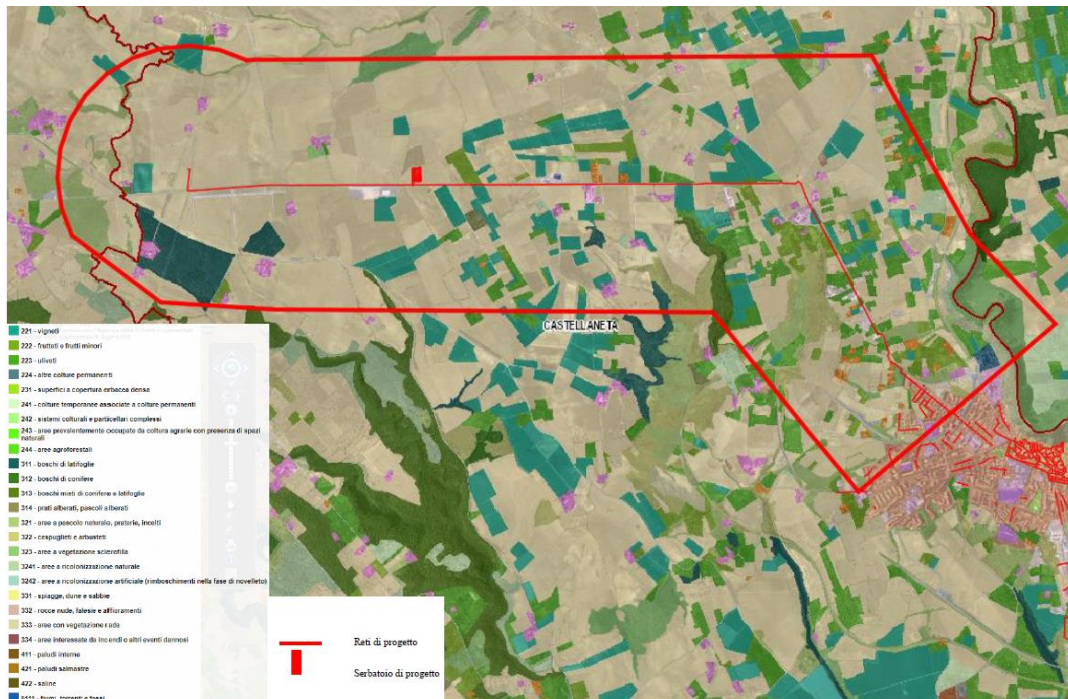 CASTELLANETA
221 - vigneti
222 - frutteti e frutti minori
223 - uliveti
224 - altre colture permanenti
231 - superfici a copertura erbacea densa
241 - colture temporanee associate a colture permanenti
242 - sistemi colturali e particellari complessi
243 - aree prevalentemente occupate da coltura agrarie con presenza di spazi
naturali
244 - aree agroforestali
311 - boschi di latifoglie
312 - boschi di conifere
313 - boschi misti di conifere e latifoglie
314 - prati alberati, pascoli alberati
321 - aree a pascolo naturale, praterie, incolti
322 - cespuglieti e arbusteti
323 - aree a vegetazione sclerofilla
3241 - aree a ricolonizzazione naturale
3242 - aree a ricolonizzazione artificiale (rimboschimenti nella fase di novelleto)
331 - spiagge, dune e sabbie
332 - rocce nude, falesie e affioramenti
333 - aree con vegetazione rada
334 - aree interessate da incendi o altri eventi dannosi
411 - paludi interne
421 - paludi salmastre
422 - saline
5111 - fiumi, torrenti e fossi
Reti di progetto
Serbatoio di progetto